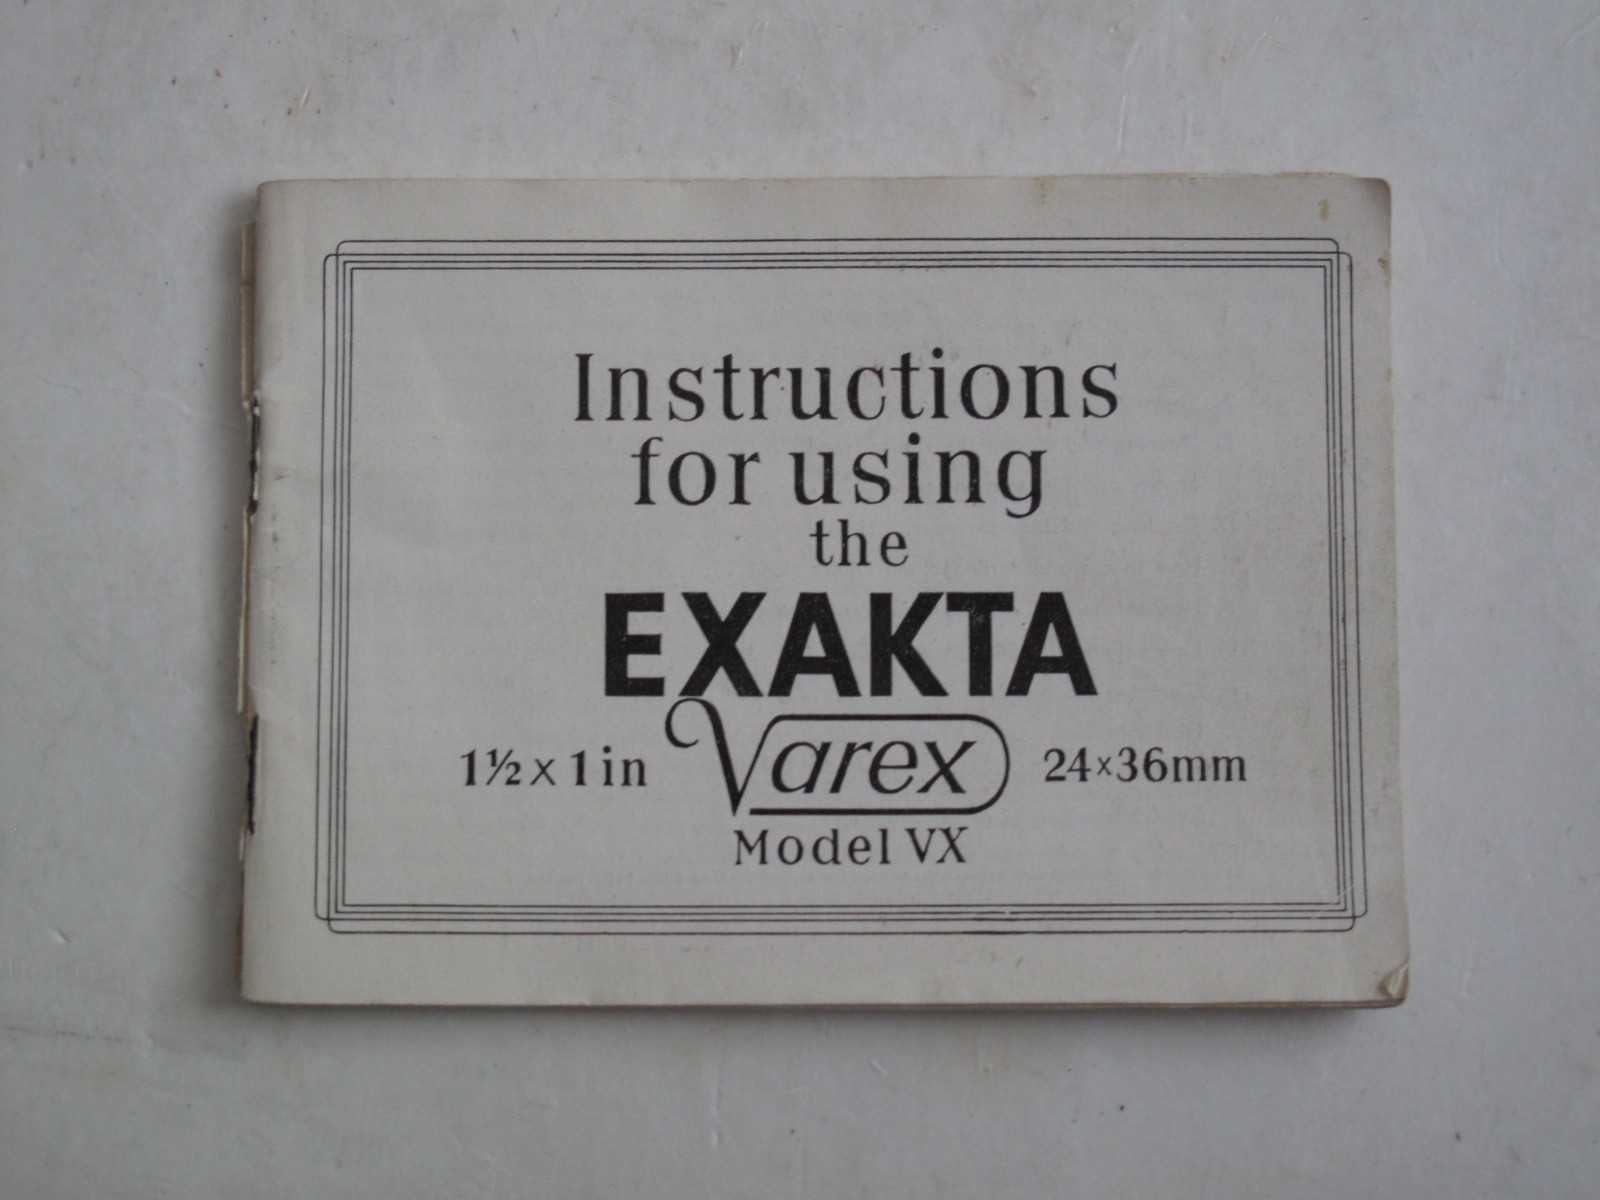 Instructions
for using
the
EXAKTA
1½ x 1 in Varex 24×36mm
Model VX